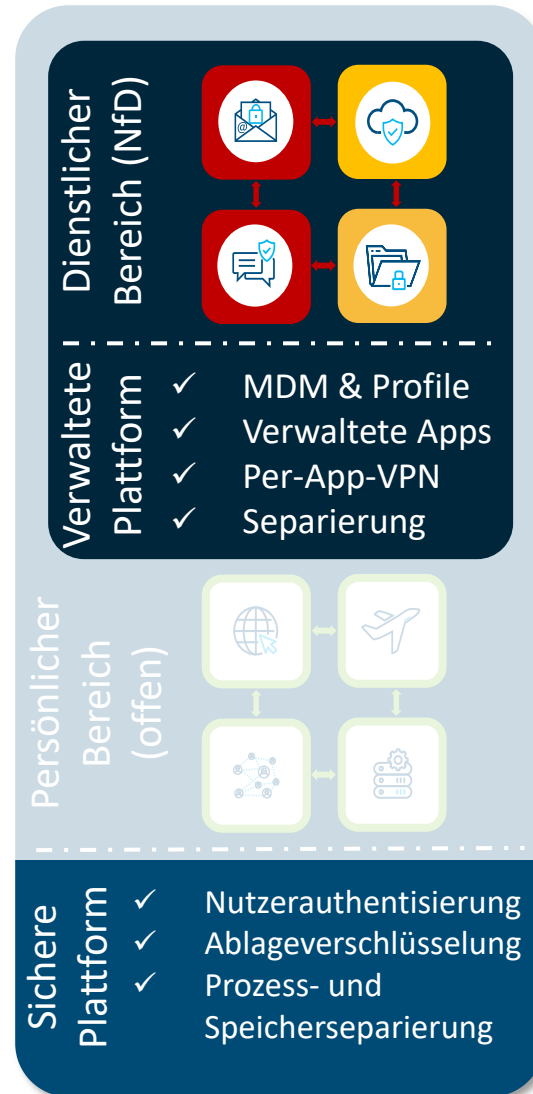 Dienstlicher
Bereich (NfD)
@
Verwaltete
Plattform
✓ MDM & Profile
✓ Verwaltete Apps
✓ Per-App-VPN
✓ Separierung
Persönlicher
Bereich
(offen)
Sichere
Plattform
✓ Nutzerauthentisierung
✓ Ablageverschlüsselung
✓ Prozess- und
Speicherseparierung